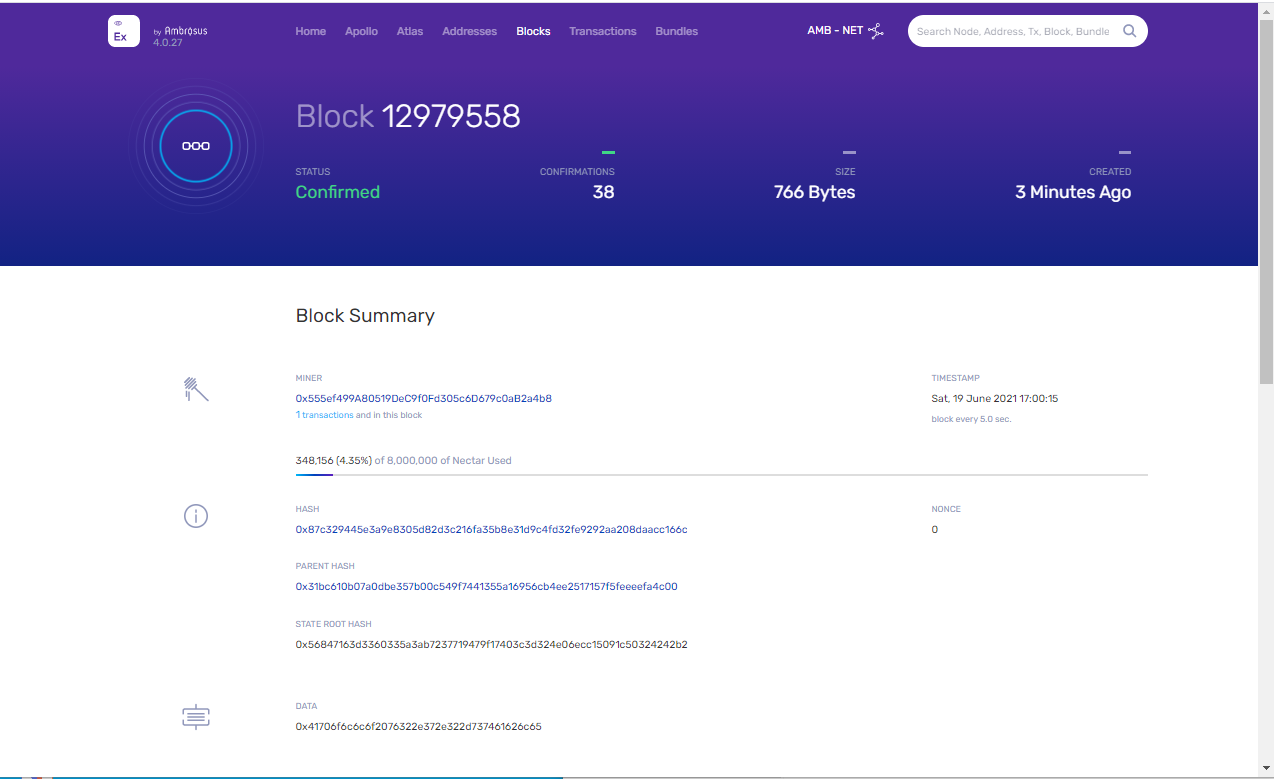 Ex
by Ambrosus
4.0.27
Home Apollo Atlas Addresses Blocks Transactions Bundles
AMB - NET
Search Node, Address, Tx, Block, Bundle
Block 12979558
STATUS CONFIRMATIONS SIZE CREATED
Confirmed 38 766 Bytes 3 Minutes Ago
Block Summary
MINER TIMESTAMP
0x555ef499A80519DeC9f0Fd305c6D679c0aB2a4b8 Sat, 19 June 2021 17:00:15
1 transactions and in this block block every 5.0 sec.
348,156 (4.35%) of 8,000,000 of Nectar Used
HASH NONCE
0x87c329445e3a9e8305d82d3c216fa35b8e31d9c4fd32fe9292aa208daacc166c 0
PARENT HASH
0x31bc610b07a0dbe357b00c549f7441355a16956cb4ee2517157f5feeeefa4c00
STATE ROOT HASH
0x56847163d3360335a3ab7237719479f17403c3d324e06ecc15091c50324242b2
DATA
0x41706f6c6c6f2076322e372e322d737461626c65